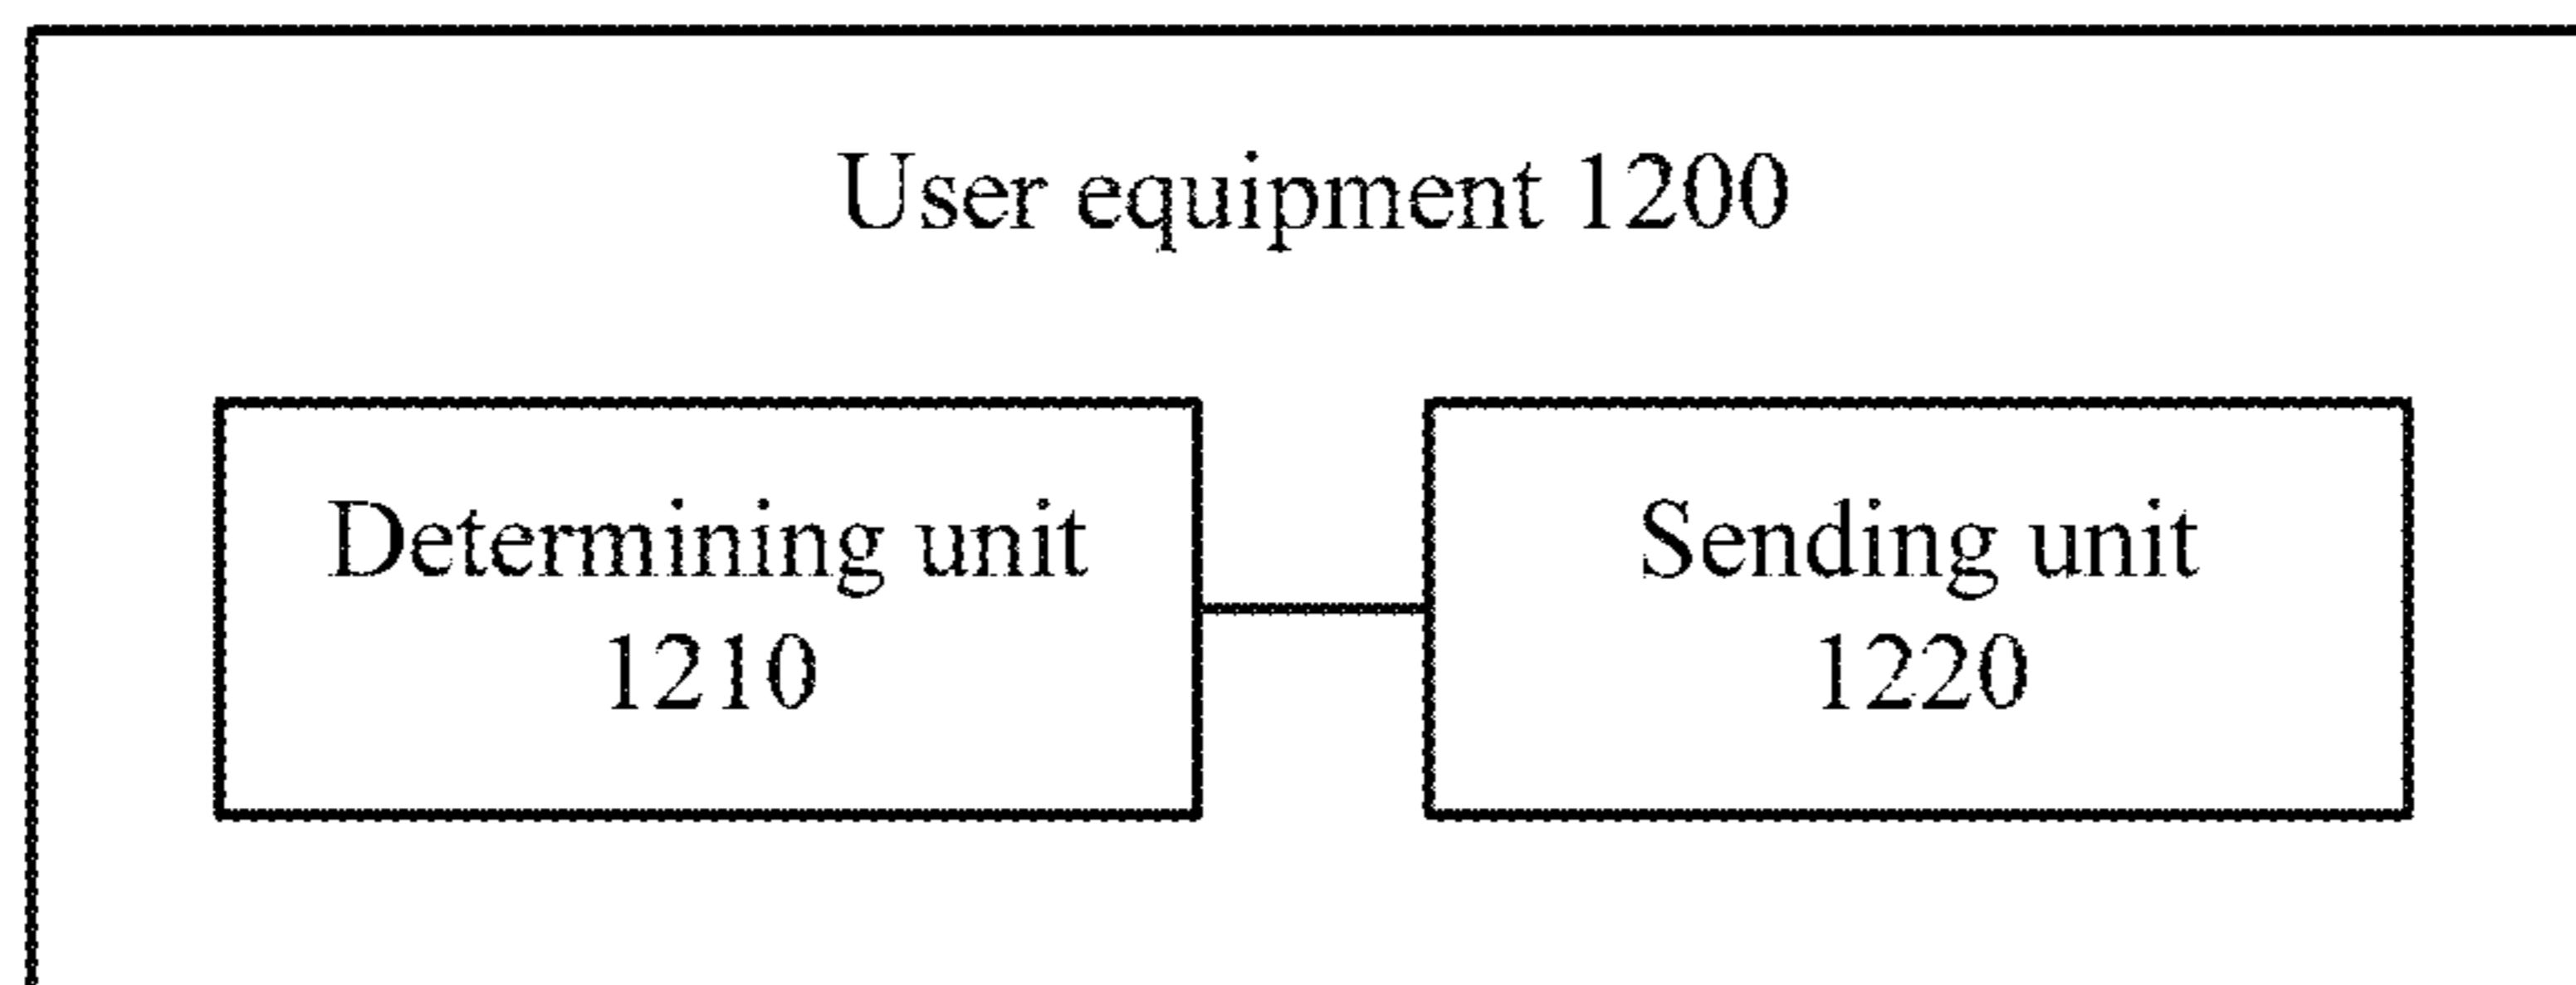 User equipment 1200
Determining unit
1210
Sending unit
1220